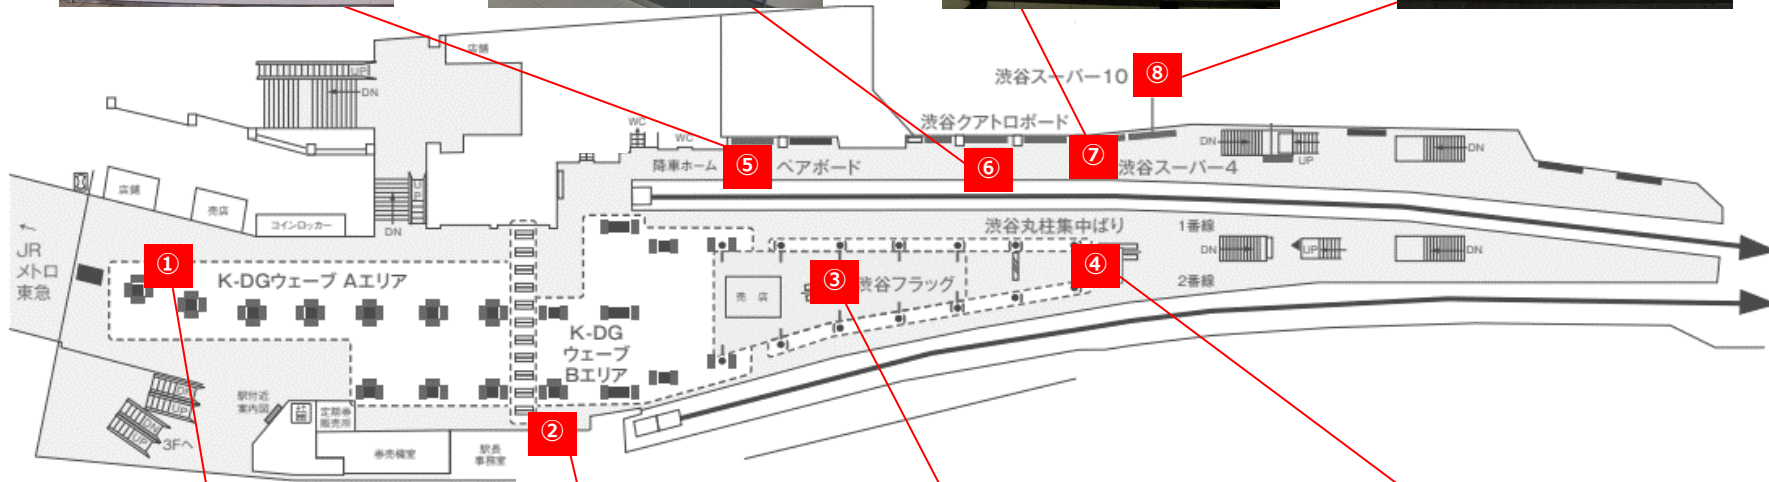 店舗
UP
DN
渋谷スーパー10
⑧
渋谷クアトロボード
WC
WC
⑤
降車ホーム
ペアボード
⑥
⑦
渋谷スーパー4
DN
UP
DN
店舗
売店
コインロッカー
UP
DN
渋谷丸柱集中ばり
1番線
←
JR
メトロ
東急
①
K-DGウェーブ Aエリア
③
渋谷フラッグ
④
DN
UP
DN
2番線
売店
K-DG
ウェーブ
Bエリア
駅付近
案内図
定期券
販売所
②
UP
DN
UP
3Fへ
券売機室
駅長
事務室